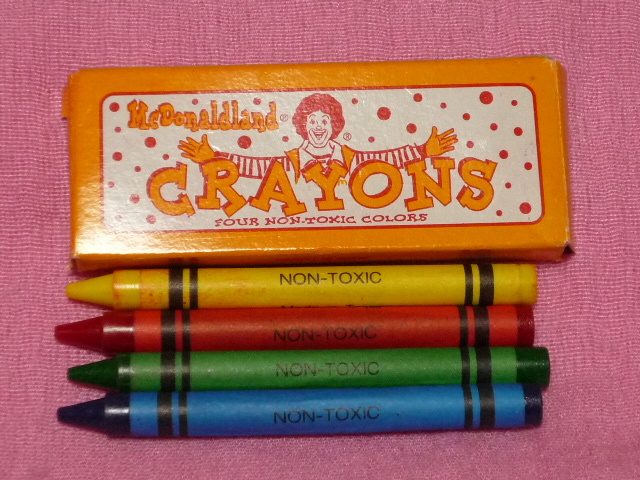 McDonaldland®
®
CRAYONS
FOUR NON-TOXIC COLORS
NON-TOXIC
NON-TOXIC
NON-TOXIC
NON-TOXIC